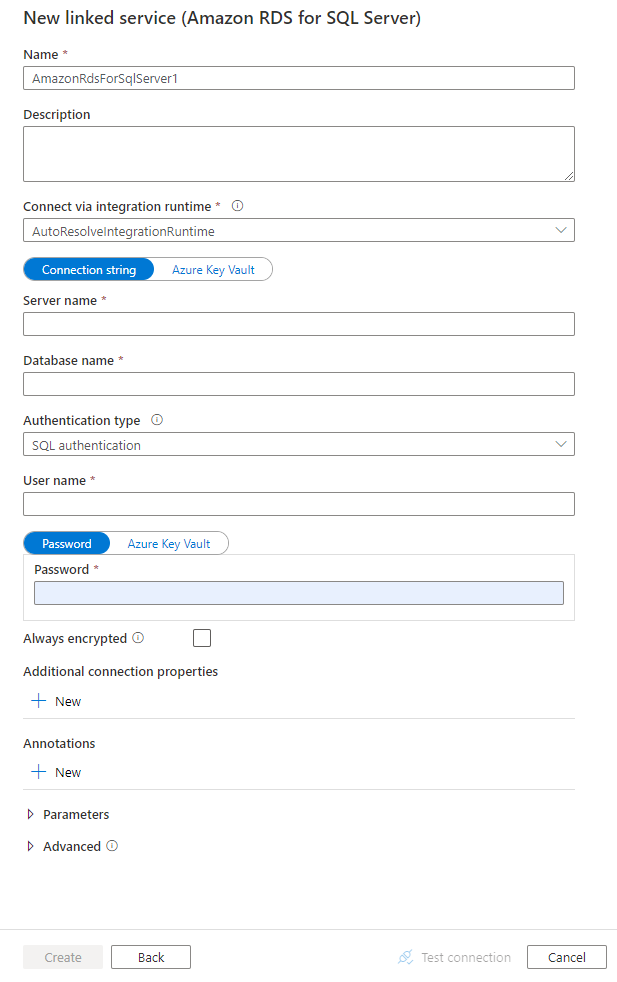 New linked service (Amazon RDS for SQL Server)
Name *
AmazonRdsForSqlServer1
Description
Connect via integration runtime *
AutoResolveIntegrationRuntime
Connection string Azure Key Vault
Server name *
Database name *
Authentication type
SQL authentication
User name *
Password Azure Key Vault
Password *
Always encrypted
Additional connection properties
New
Annotations
New
Parameters
Advanced
Create Back Test connection Cancel